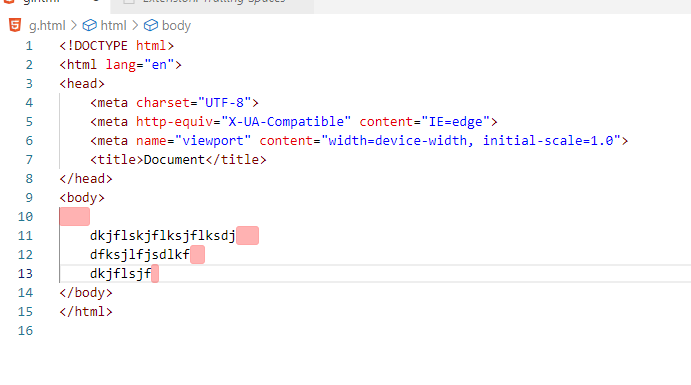 g.html > html > body
1 <!DOCTYPE html>
2 <html lang="en">
3 <head>
4     <meta charset="UTF-8">
5     <meta http-equiv="X-UA-Compatible" content="IE=edge">
6     <meta name="viewport" content="width=device-width, initial-scale=1.0">
7     <title>Document</title>
8 </head>
9 <body>
10
11     dkjflskjflksjflksdj
12     dfksjlfjsdlkf
13     dkjflsjf
14 </body>
15 </html>
16